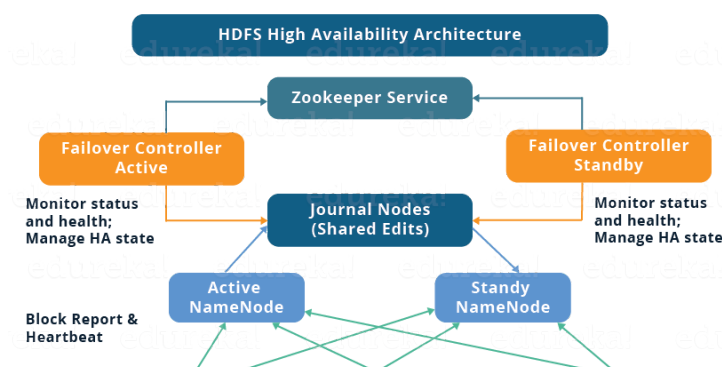 HDFS High Availability Architecture
Zookeeper Service
Failover Controller
Active
Failover Controller
Standby
Monitor status
and health;
Manage HA state
Journal Nodes
(Shared Edits)
Monitor status
and health;
Manage HA state
Active
NameNode
Standy
NameNode
Block Report &
Heartbeat
edureka!